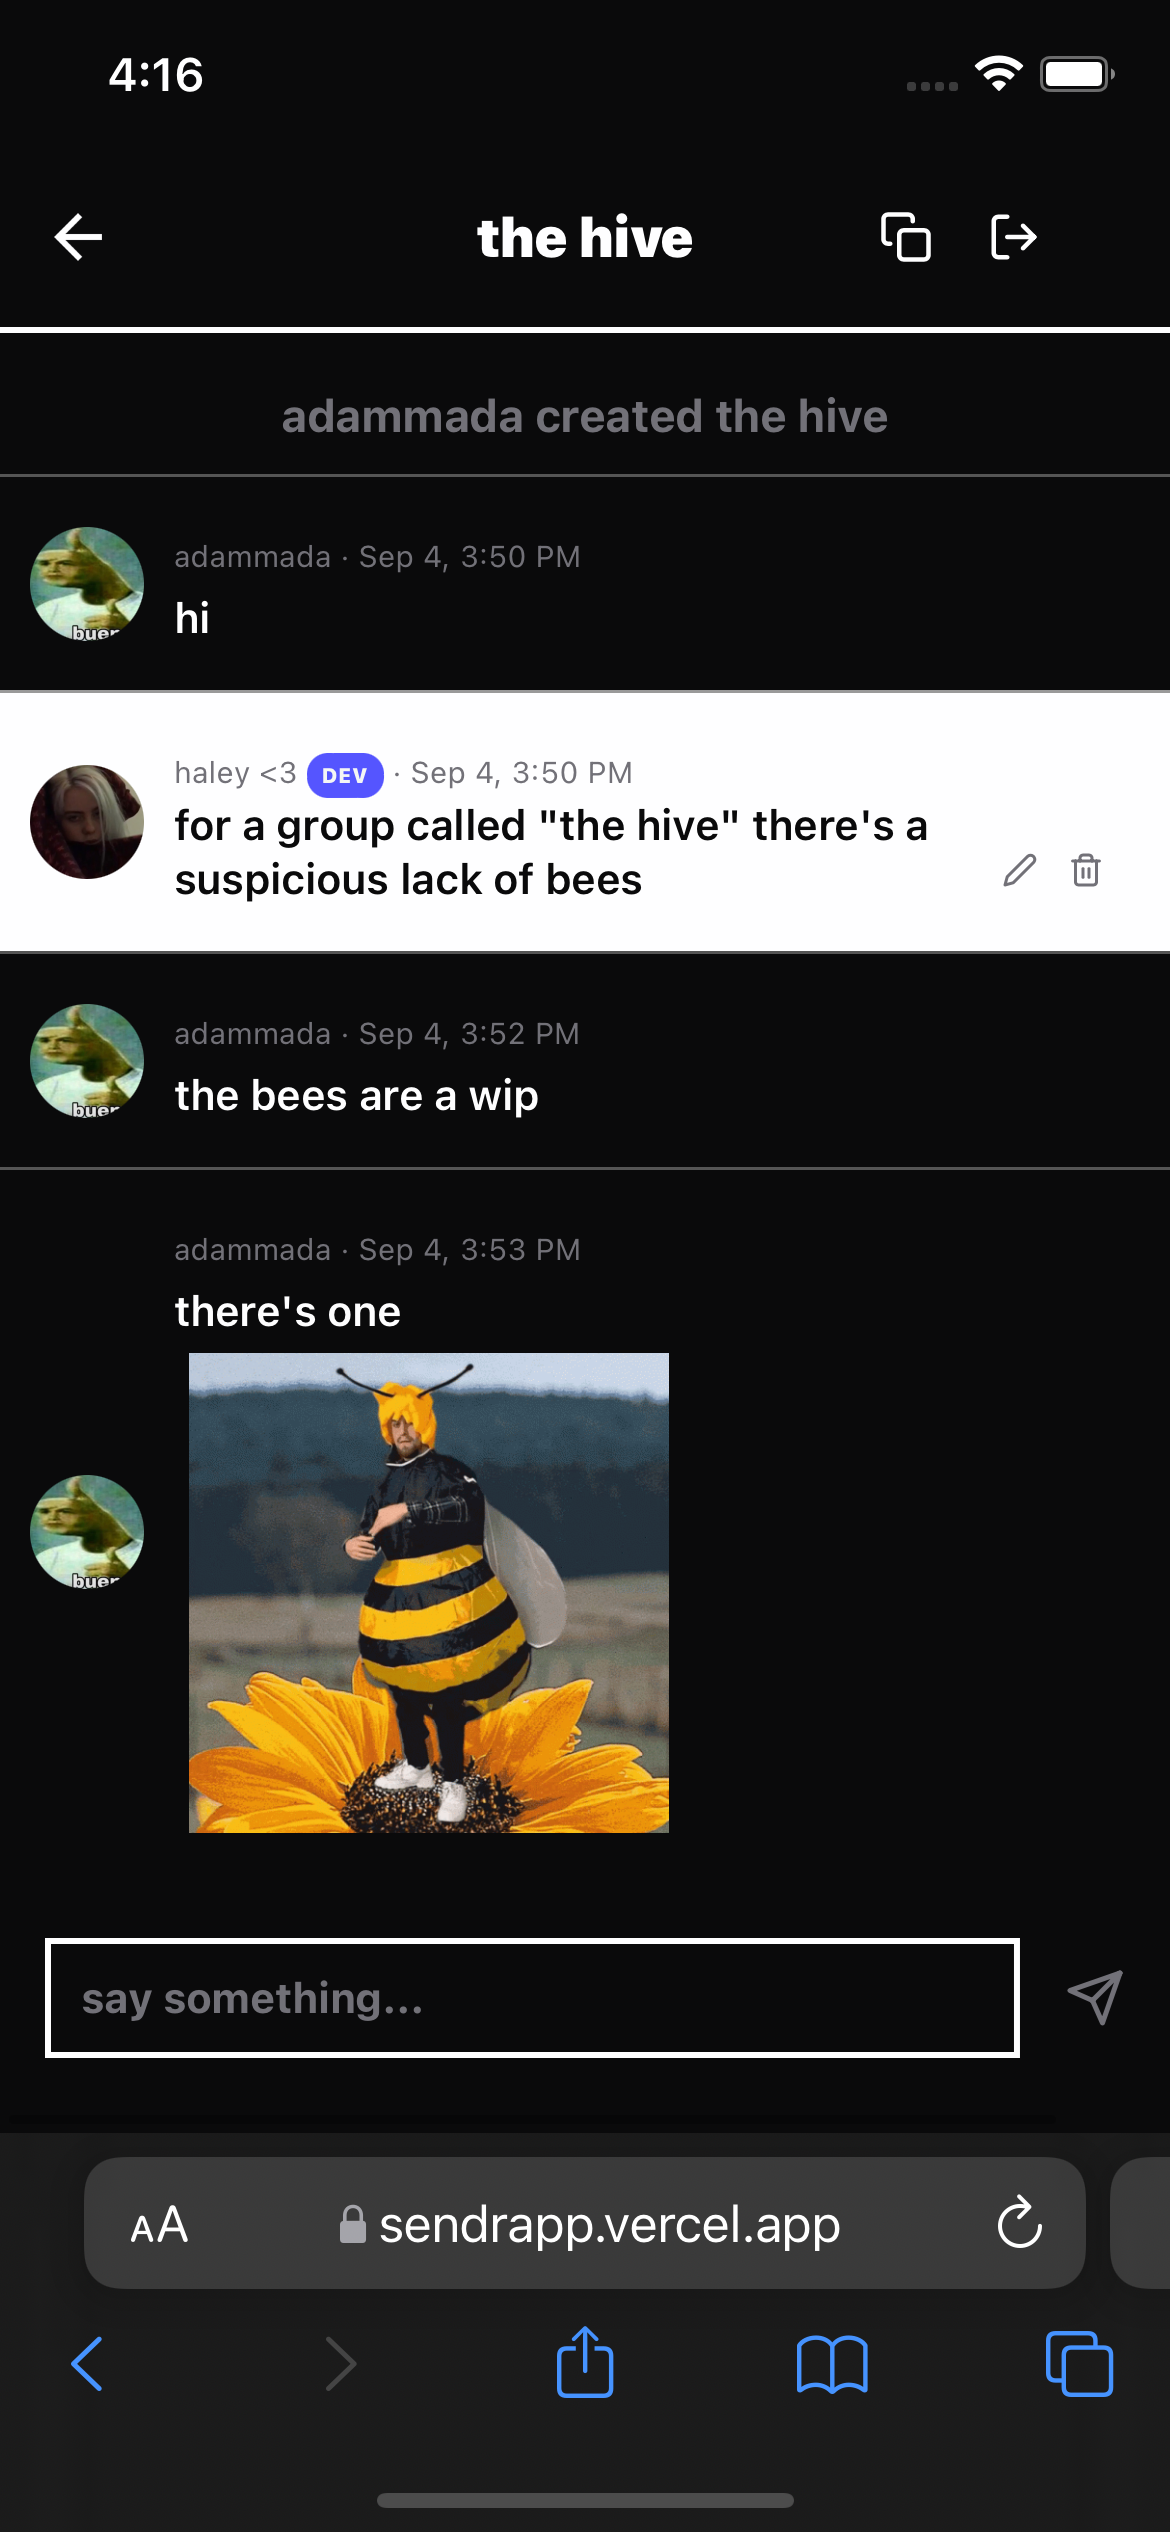 4:16
the hive
adammada created the hive
adammada · Sep 4, 3:50 PM
hi
haley <3 DEV · Sep 4, 3:50 PM
for a group called "the hive" there's a
suspicious lack of bees
adammada · Sep 4, 3:52 PM
the bees are a wip
adammada · Sep 4, 3:53 PM
there's one
say something...
AA sendrapp.vercel.app